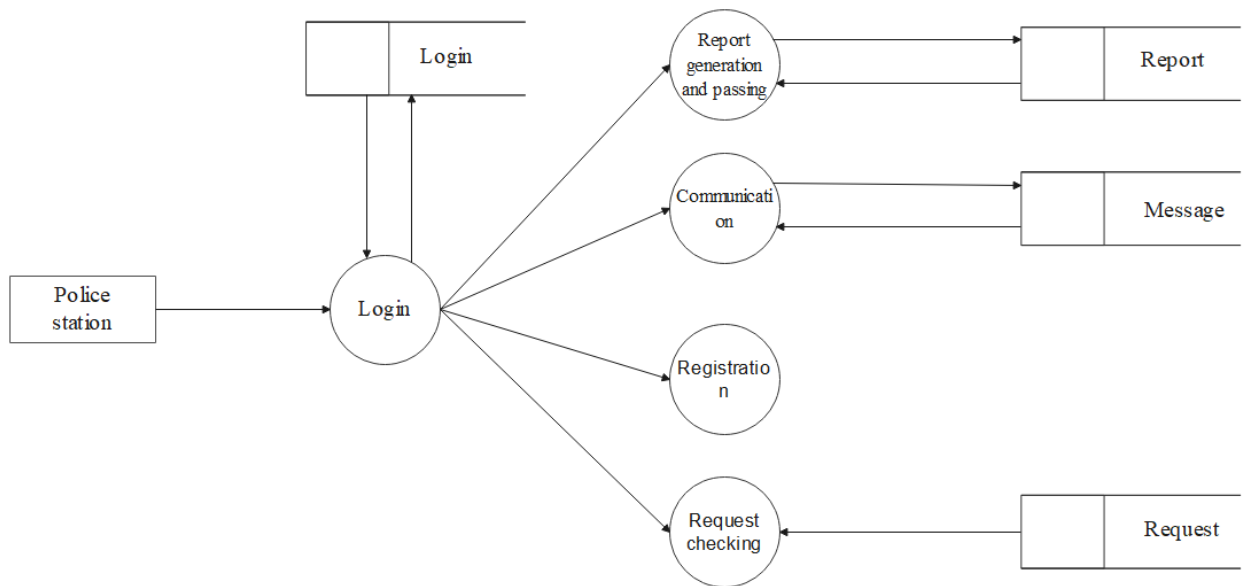 Login
Report
generation
and passing
Report
Communicati
on
Message
Police
station
Login
Registratio
n
Request
checking
Request